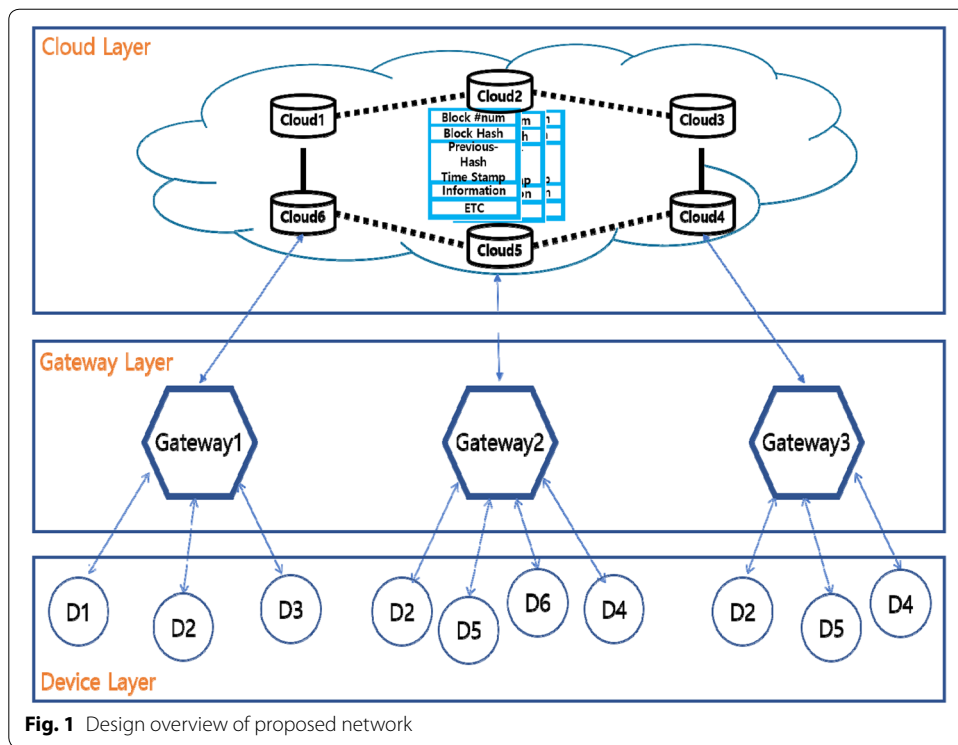 Cloud Layer
Cloud1
Cloud2
Cloud3
Block #num
Block Hash
Previous-
Hash
Time Stamp
Information
ETC
m
h
n
p
on
n
Cloud6
Cloud5
Cloud4
Gateway Layer
Gateway1
Gateway2
Gateway3
D1
D2
D3
D2
D5
D6
D4
D2
D5
D4
Device Layer
Fig. 1 Design overview of proposed network